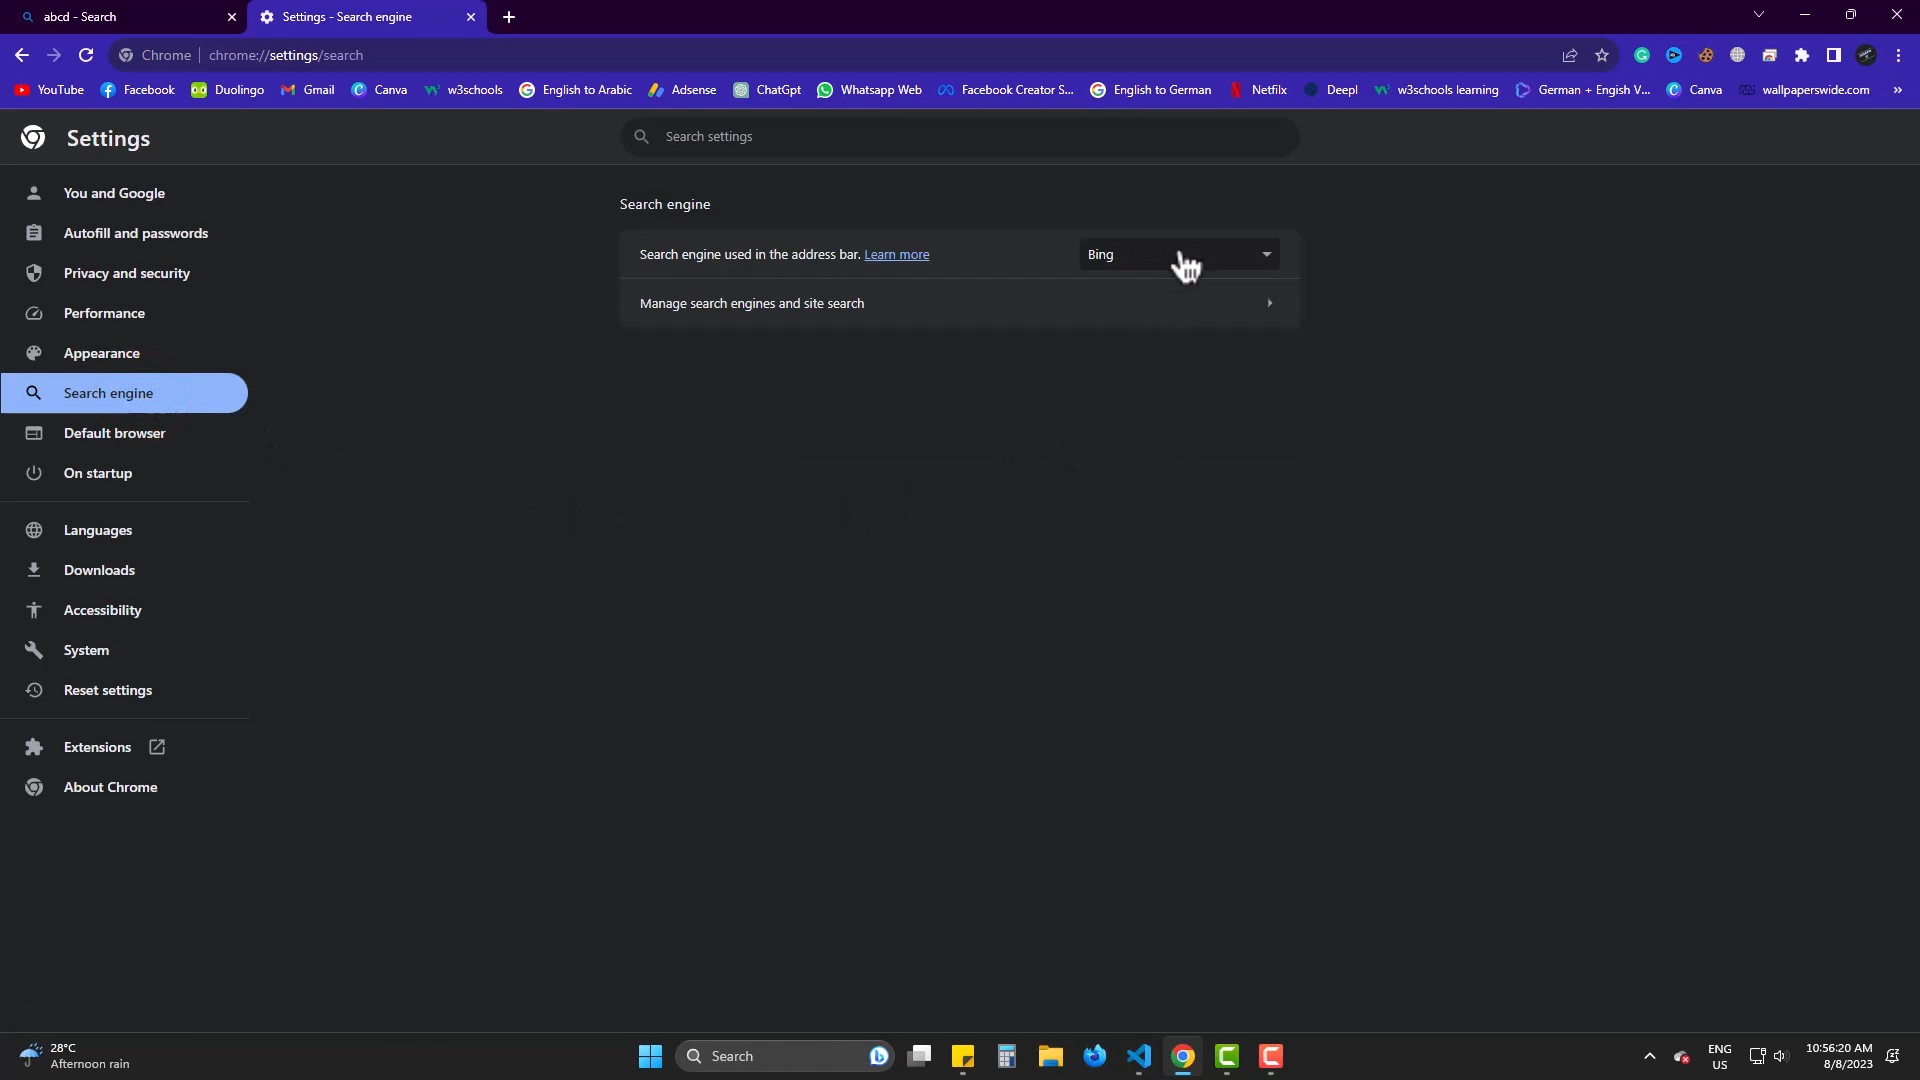 abcd - Search
Settings - Search engine
Chrome
chrome://settings/search
YouTube
Facebook
Duolingo
Gmail
Canva
w3schools
English to Arabic
Adsense
ChatGpt
Whatsapp Web
Facebook Creator S...
English to German
Netfilx
Deepl
w3schools learning
German + Engish V...
Canva
wallpaperswide.com
»
Settings
Search settings
You and Google
Autofill and passwords
Privacy and security
Performance
Appearance
Search engine
Default browser
On startup
Languages
Downloads
Accessibility
System
Reset settings
Extensions
About Chrome
Search engine
Search engine used in the address bar. Learn more
Bing
Manage search engines and site search
28°C
Afternoon rain
Search
ENG
US
10:56:20 AM
8/8/2023